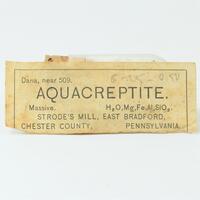 Dana, near 509.
AQUACREPTITE.
Massive. H₂O,Mg,Fe,Al,SiO₂.
STRODE'S MILL, EAST BRADFORD,
CHESTER COUNTY, PENNSYLVANIA.